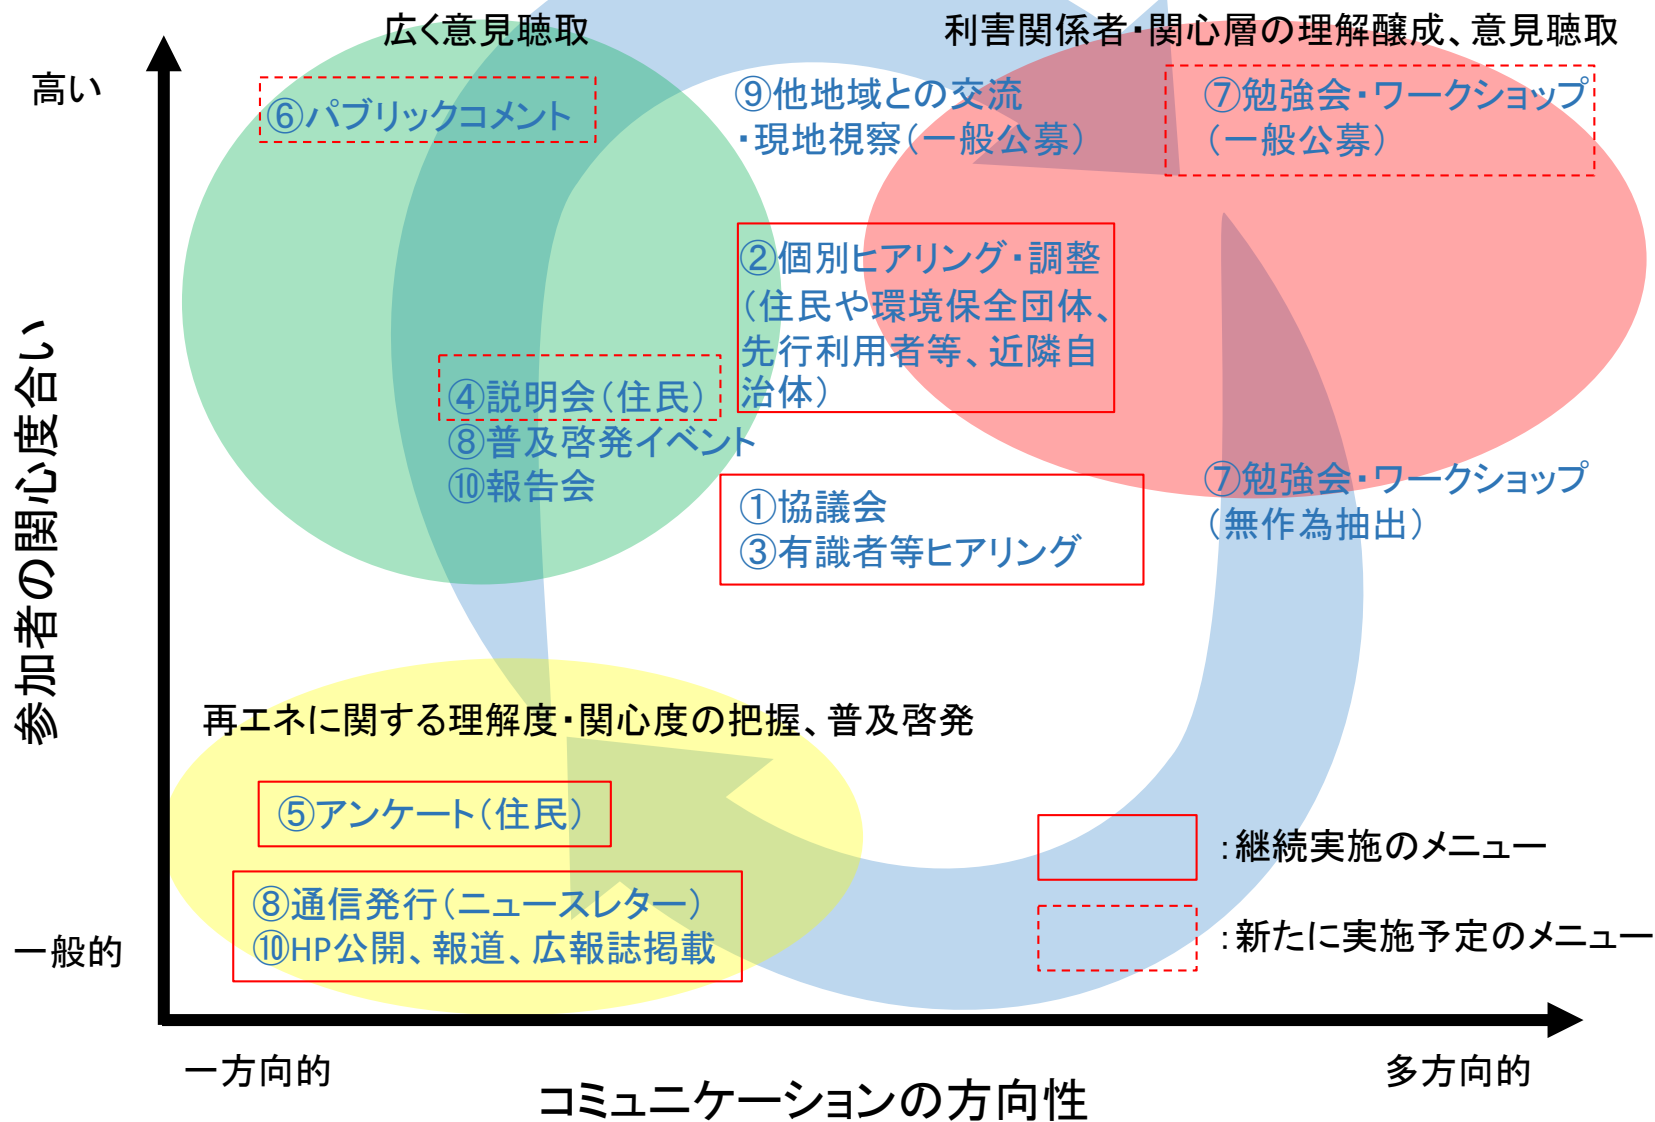 広く意見聴取
利害関係者・関心層の理解醸成、意見聴取
高い
⑥パブリックコメント
⑨他地域との交流
・現地視察（一般公募）
⑦勉強会・ワークショップ
（一般公募）
②個別ヒアリング・調整
（住民や環境保全団体、
先行利用者等、近隣自
治体）
④説明会（住民）
⑧普及啓発イベント
⑩報告会
①協議会
③有識者等ヒアリング
⑦勉強会・ワークショップ
（無作為抽出）
参加者の関心度合い
再エネに関する理解度・関心度の把握、普及啓発
⑤アンケート（住民）
⑧通信発行（ニュースレター）
⑩HP公開、報道、広報誌掲載
：継続実施のメニュー
：新たに実施予定のメニュー
一般的
一方向的
多方向的
コミュニケーションの方向性